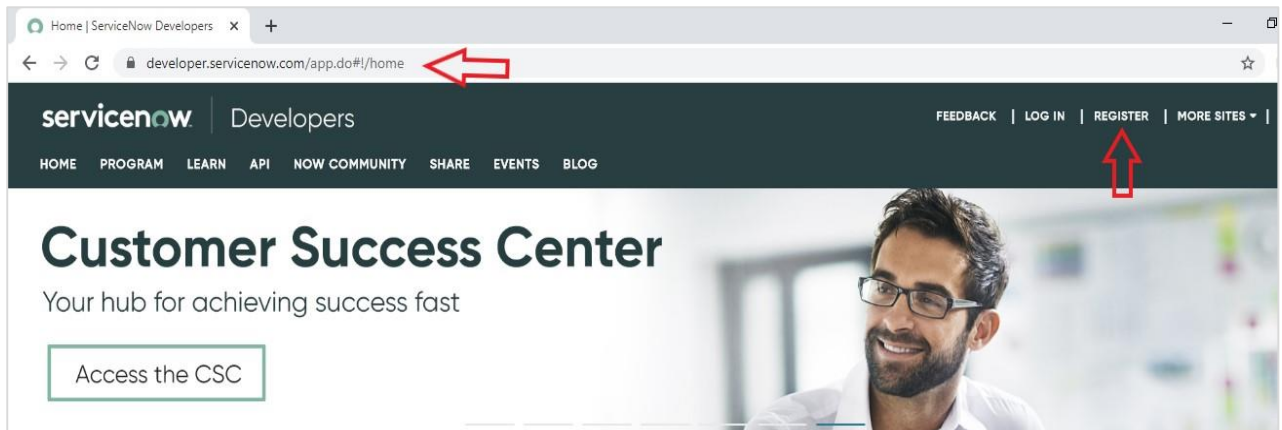 Home | ServiceNow Developers
developer.servicenow.com/app.do#!/home
servicenow. | Developers
FEEDBACK | LOG IN | REGISTER | MORE SITES |
HOME PROGRAM LEARN API NOW COMMUNITY SHARE EVENTS BLOG
Customer Success Center
Your hub for achieving success fast
Access the CSC